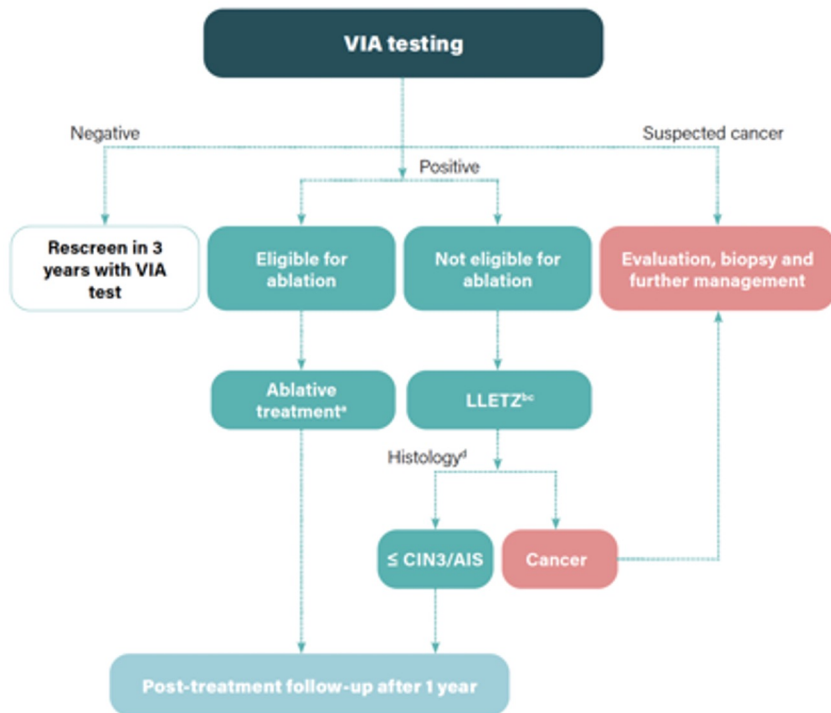 VIA testing
Negative
Suspected cancer
Positive
Rescreen in 3
years with VIA
test
Eligible for
ablation
Not eligible for
ablation
Evaluation, biopsy and
further management
Ablative
treatmentᵃ
LLETZᵇᶜ
Histologyᵈ
≤ CIN3/AIS
Cancer
Post-treatment follow-up after 1 year